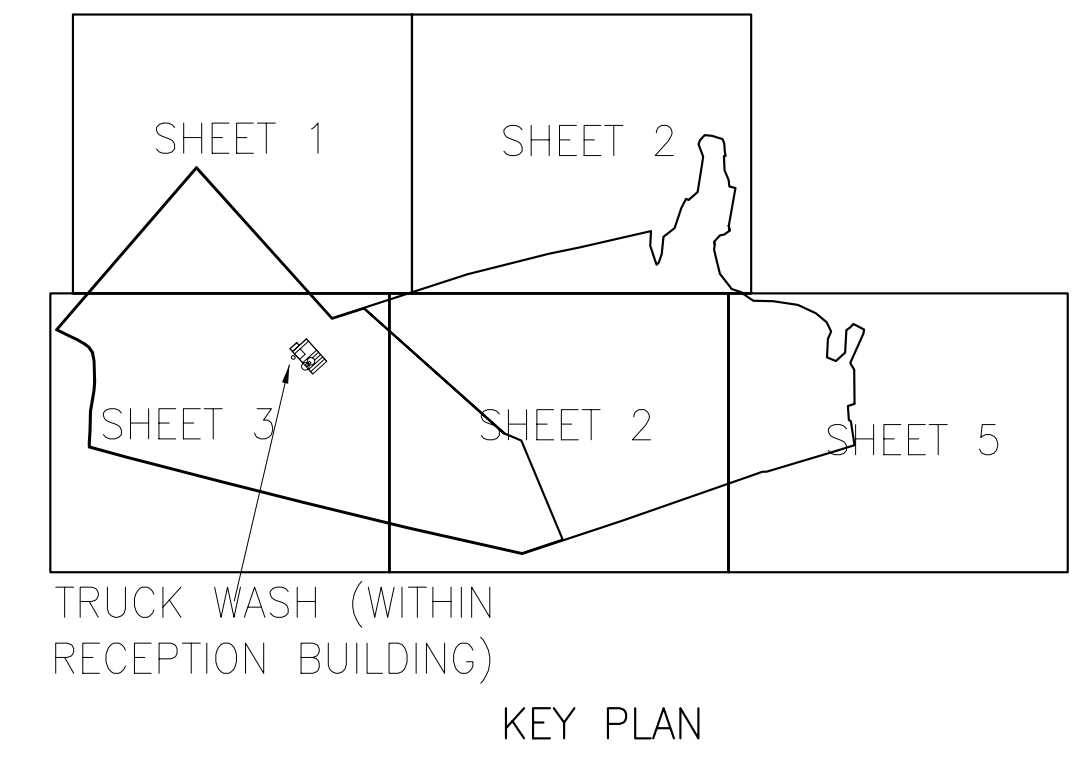 SHEET 1
SHEET 2
SHEET 3
SHEET 2
SHEET 5
TRUCK WASH (WITHIN
RECEPTION BUILDING)
KEY PLAN